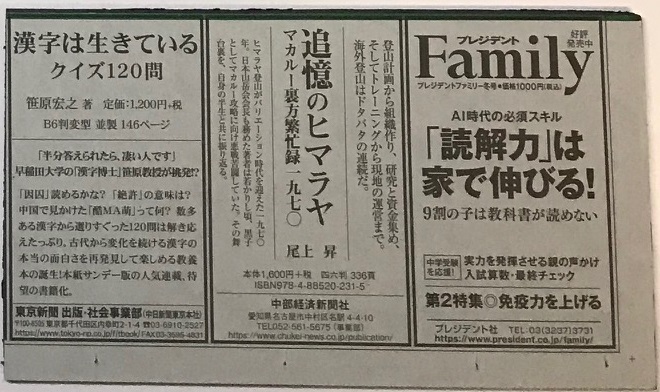 漢字は生きている
クイズ120問
笹原宏之 著 定価:1,200円+税
B6判変型 並製 146ページ
「半分答えられたら、凄い人です」
早稲田大学の「漢字博士」笹原教授が挑発!?
「囚囚」読めるかな?「絶許」の意味は?
中国で見かけた「酷MA萌」って何? 数多
ある漢字から選りすぐった120問は解き応
えたっぷり。古代から変化を続ける漢字の
本当の面白さを再発見して楽しめる教養
本の誕生!本紙サンデー版の人気連載、待
望の書籍化。
東京新聞 出版・社会事業部(中日新聞東京本社)
〒100-8505 東京都千代田区内幸町2-1-4 ☎03-6910-2527
https://www.tokyo-np.co.jp/f/tbook/ FAX03-3595-4831
登山計画から組織作り、研究と資金集め、
そしてトレーニングから現地の運営まで。
海外登山はドタバタの連続だ。
追憶のヒマラヤ
マカルー裏方繁忙録一九七〇
尾上 昇
ヒマラヤ登山がバリエーション時代を迎えた一九七〇
年。日本山岳会会長も務めた著者は若かりし頃、黒子
としてマカルー攻略に向け悪戦苦闘していた。その舞
台裏を、自身の半生と共に振り返る。
本体1,600円+税 四六判 336頁
ISBN978-4-88520-231-5
中部経済新聞社
愛知県名古屋市中村区名駅4-4-10
TEL052-561-5675(事業部)
https://www.chukei-news.co.jp/publication/
プレジデント
Family
好評
発売中
プレジデントファミリー冬号●価格1000円(税込)
AI時代の必須スキル
「読解力」は
家で伸びる!
9割の子は教科書が読めない
中学受験
を応援!
実力を発揮させる親の声かけ
入試算数・最終チェック
第2特集◎免疫力を上げる
プレジデント社 TEL:03(3237)3731
https://www.president.co.jp/family/